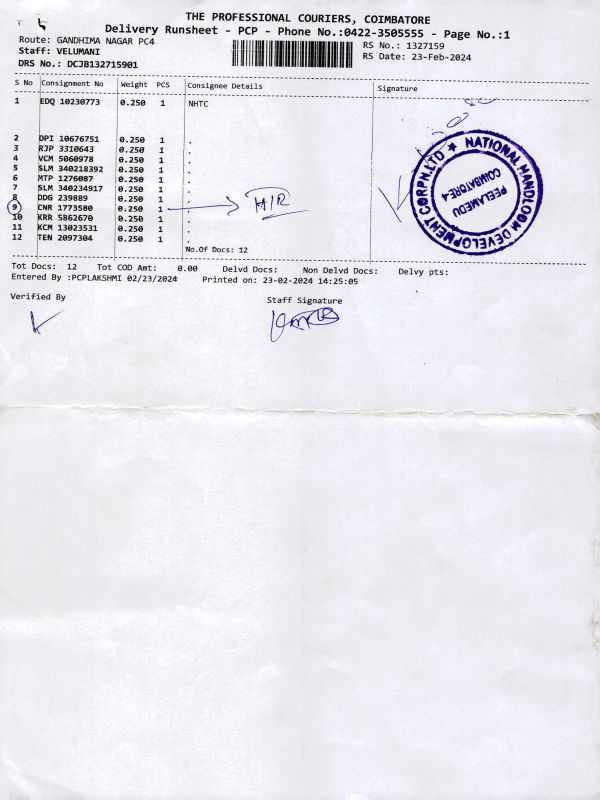 THE PROFESSIONAL COURIERS, COIMBATORE
Delivery Runsheet - PCP - Phone No.:0422-3505555 - Page No.:1
Route: GANDHIMA NAGAR PC4
RS No.: 1327159
Staff: VELUMANI
RS Date: 23-Feb-2024
DRS No.: DCJB132715901
S No Consignment No Weight PCS Consignee Details Signature
1 EDQ 10230773 0.250 1 NHTC
2 DPI 10676751 0.250 1 .
3 RJP 3310643 0.250 1 .
4 VCM 5060978 0.250 1 .
5 SLM 340218392 0.250 1 .
6 MTP 1276087 0.250 1 .
7 SLM 340234917 0.250 1 .
8 DDG 239889 0.250 1 .
9 CNR 1773580 0.250 1 .
10 KRR 5862670 0.250 1 .
11 KCM 13023531 0.250 1 .
12 TEN 2097304 0.250 1 .
No.Of Docs: 12
NATIONAL HANDLOOM DEVELOPMENT CORPN.LTD ★
PEELAMEDU
COIMBATORE-4
Tot Docs: 12 Tot COD Amt: 0.00 Delvd Docs: Non Delvd Docs: Delvy pts:
Entered By :PCPLAKSHMI 02/23/2024 Printed on: 23-02-2024 14:25:05
Verified By
Staff Signature